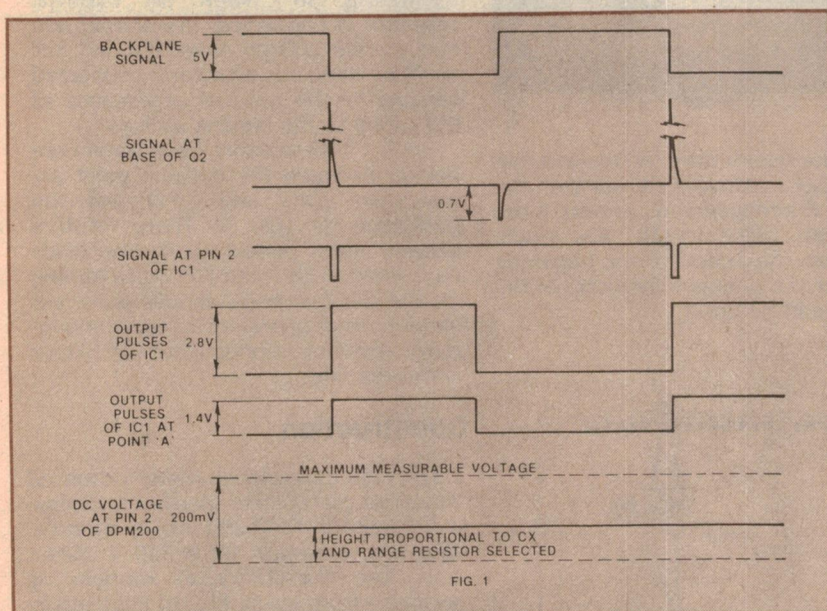 BACKPLANE
SIGNAL
5V
SIGNAL AT
BASE OF Q2
0.7V
SIGNAL AT PIN 2
OF IC1
OUTPUT
PULSES
OF IC1
2.8V
OUTPUT
PULSES
OF IC1 AT
POINT 'A'
1.4V
MAXIMUM MEASURABLE VOLTAGE
DC VOLTAGE
AT PIN 2
OF DPM200
200mV
HEIGHT PROPORTIONAL TO CX
AND RANGE RESISTOR SELECTED
FIG. 1